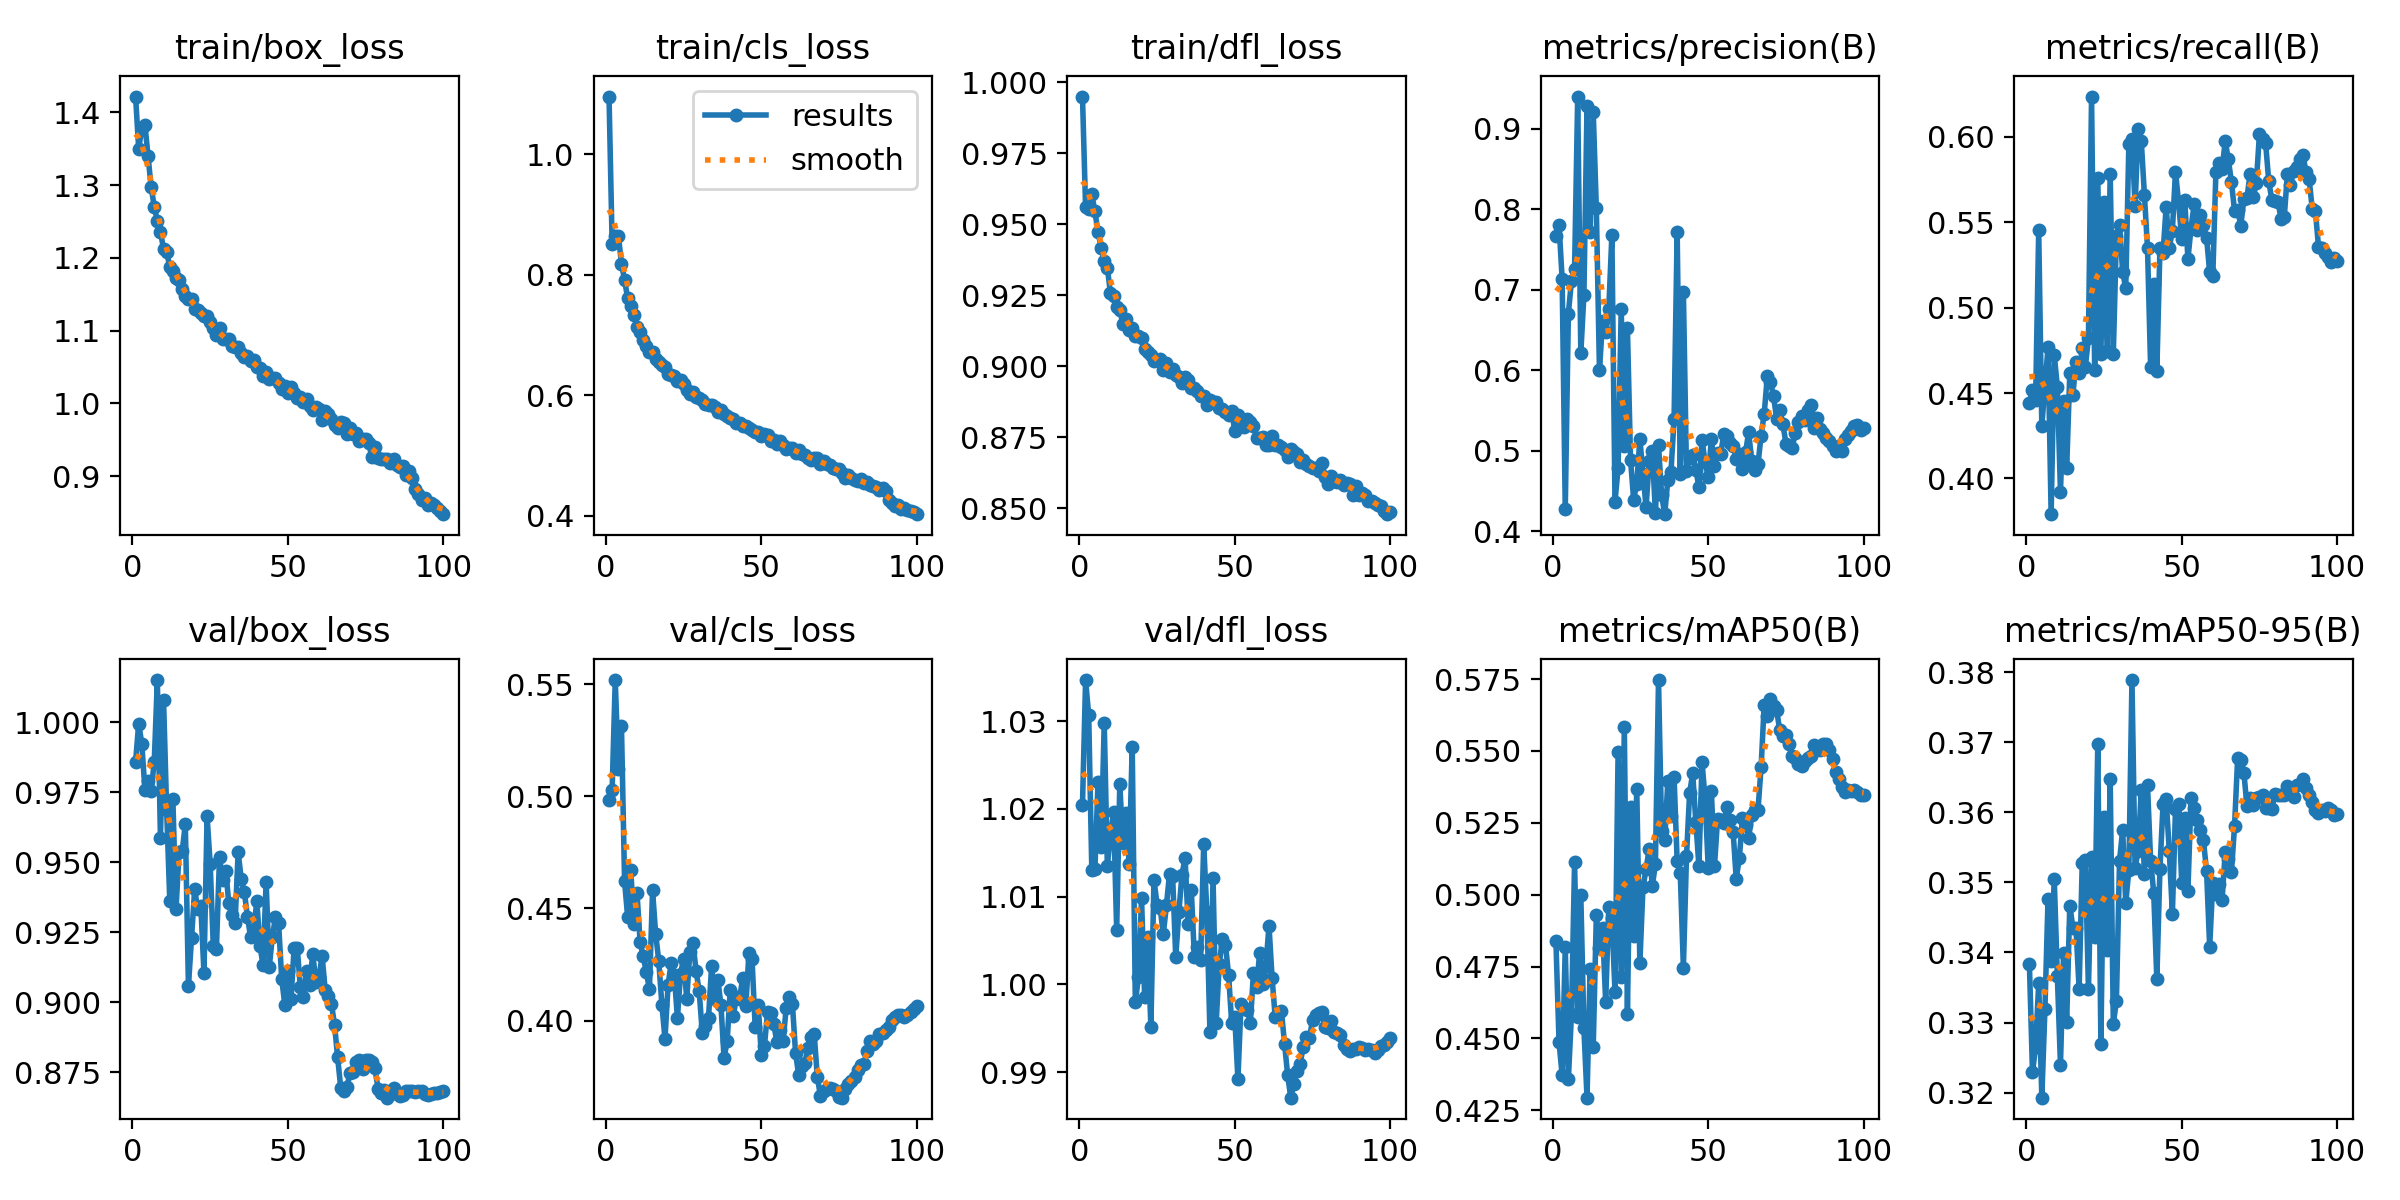 train/box_loss
1.4
1.3
1.2
1.1
1.0
0.9
0 50 100
train/cls_loss
results
smooth
1.0
0.8
0.6
0.4
0 50 100
train/dfl_loss
1.000
0.975
0.950
0.925
0.900
0.875
0.850
0 50 100
metrics/precision(B)
0.9
0.8
0.7
0.6
0.5
0.4
0 50 100
metrics/recall(B)
0.60
0.55
0.50
0.45
0.40
0 50 100
val/box_loss
1.000
0.975
0.950
0.925
0.900
0.875
0 50 100
val/cls_loss
0.55
0.50
0.45
0.40
0 50 100
val/dfl_loss
1.03
1.02
1.01
1.00
0.99
0 50 100
metrics/mAP50(B)
0.575
0.550
0.525
0.500
0.475
0.450
0.425
0 50 100
metrics/mAP50-95(B)
0.38
0.37
0.36
0.35
0.34
0.33
0.32
0 50 100